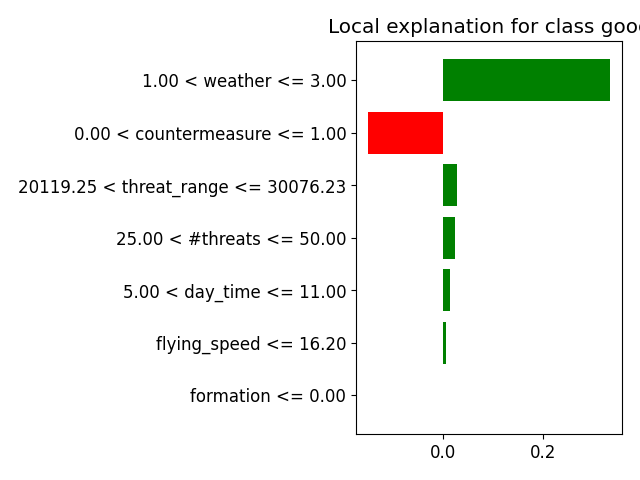 Local explanation for class good
1.00 < weather <= 3.00
0.00 < countermeasure <= 1.00
20119.25 < threat_range <= 30076.23
25.00 < #threats <= 50.00
5.00 < day_time <= 11.00
flying_speed <= 16.20
formation <= 0.00
0.0 0.2